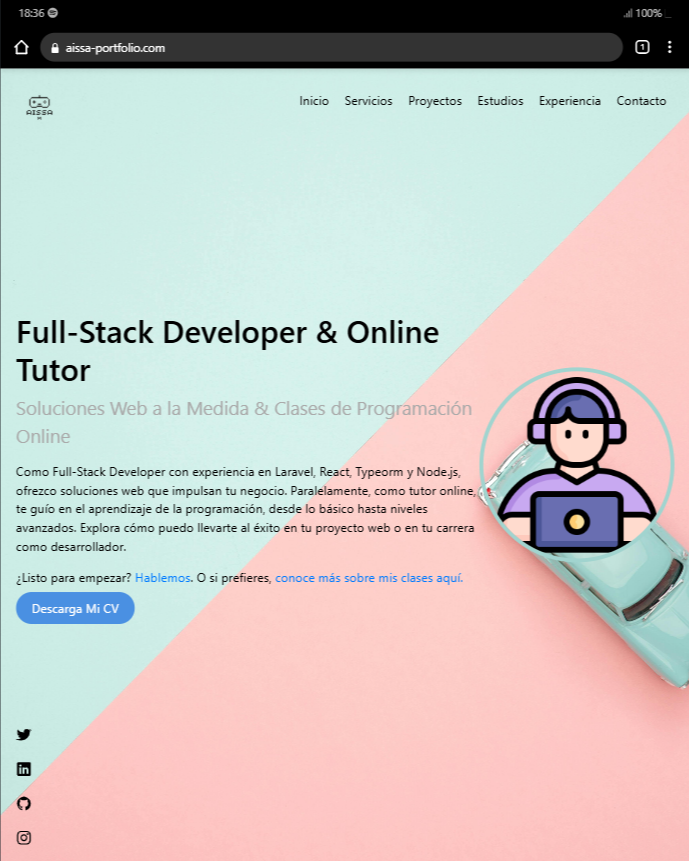 18:36
100%
aissa-portfolio.com
1
AISSA
Inicio Servicios Proyectos Estudios Experiencia Contacto
Full-Stack Developer & Online
Tutor
Soluciones Web a la Medida & Clases de Programación
Online
Como Full-Stack Developer con experiencia en Laravel, React, Typeorm y Node.js,
ofrezco soluciones web que impulsan tu negocio. Paralelamente, como tutor online,
te guío en el aprendizaje de la programación, desde lo básico hasta niveles
avanzados. Explora cómo puedo llevarte al éxito en tu proyecto web o en tu carrera
como desarrollador.
¿Listo para empezar? Hablemos. O si prefieres, conoce más sobre mis clases aquí.
Descarga Mi CV